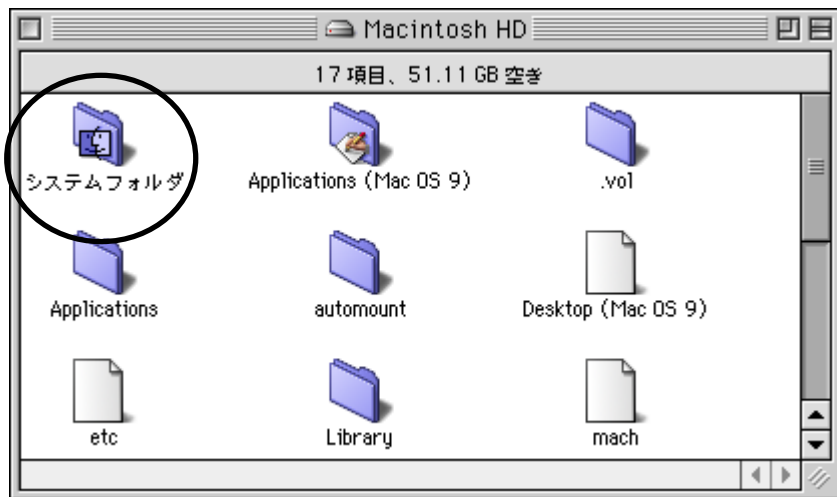 Macintosh HD
17 項目、51.11 GB 空き
システムフォルダ
Applications (Mac OS 9)
.vol
Applications
automount
Desktop (Mac OS 9)
etc
Library
mach